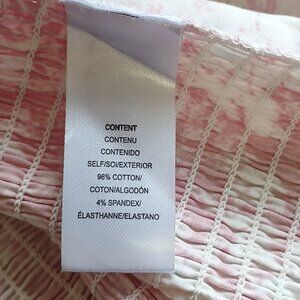 CONTENT
CONTENU
CONTENIDO
SELF/SOI/EXTERIOR
96% COTTON/
COTON/ALGODÓN
4% SPANDEX/
ÉLASTHANNE/ELASTANO